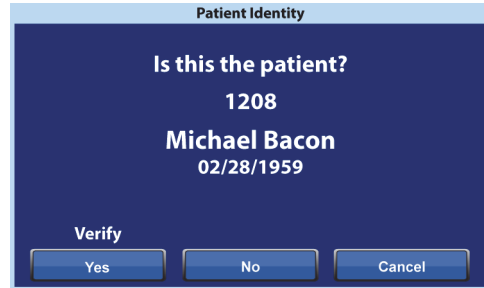 Patient Identity
Is this the patient?
1208
Michael Bacon
02/28/1959
Verify
Yes No Cancel